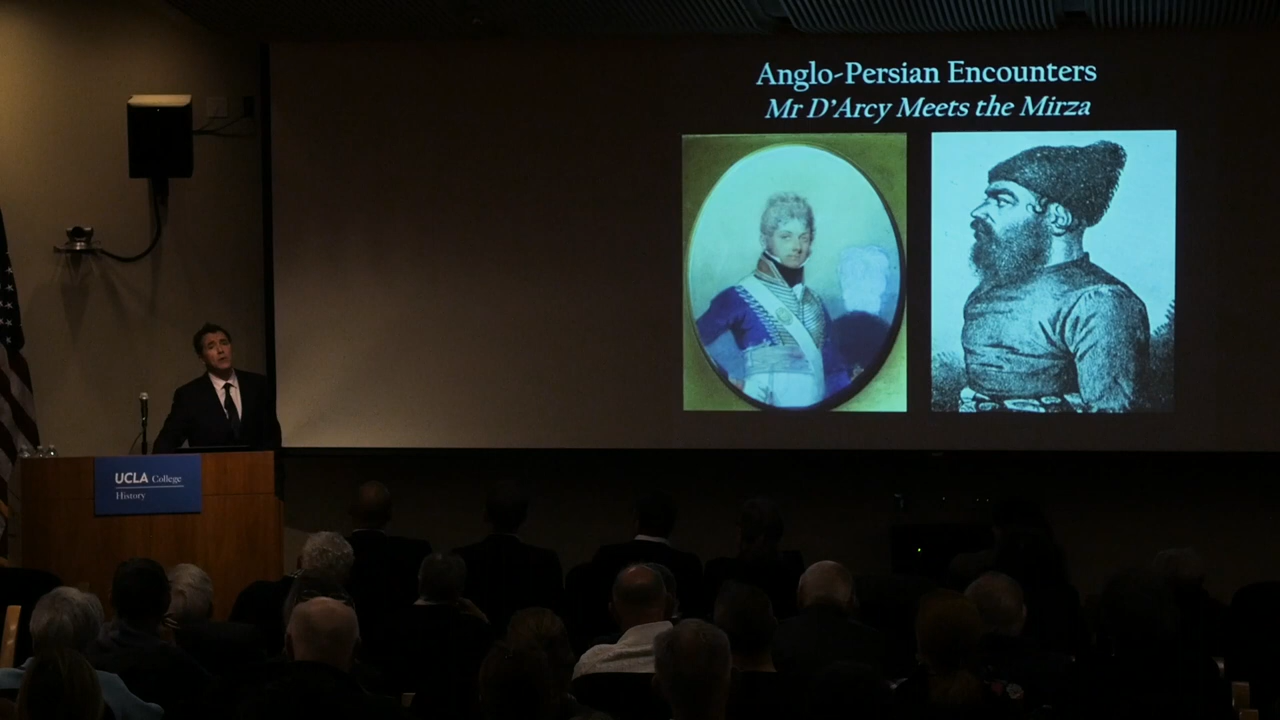 Anglo-Persian Encounters
Mr D'Arcy Meets the Mirza
UCLA College
History